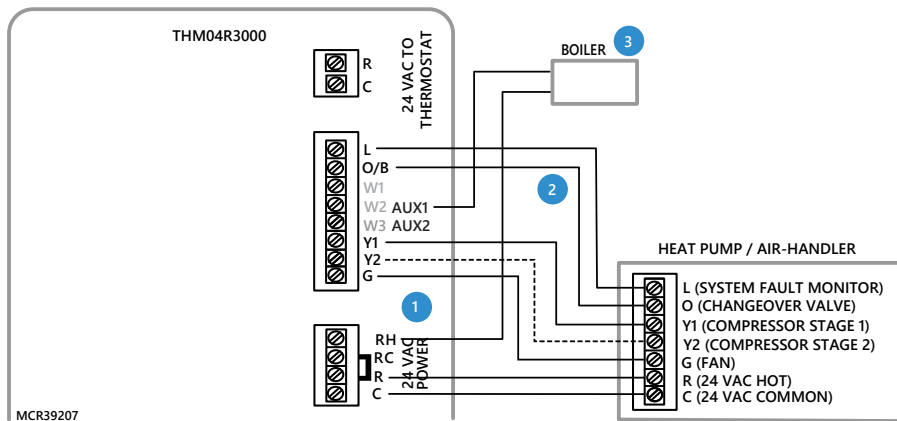 THM04R3000
R
C
24 VAC TO
THERMOSTAT
BOILER
3
L
O/B
W1
W2 AUX1
W3 AUX2
Y1
Y2
G
2
1
RH
RC
R
C
24 VAC
POWER
HEAT PUMP / AIR-HANDLER
L (SYSTEM FAULT MONITOR)
O (CHANGEOVER VALVE)
Y1 (COMPRESSOR STAGE 1)
Y2 (COMPRESSOR STAGE 2)
G (FAN)
R (24 VAC HOT)
C (24 VAC COMMON)
MCR39207